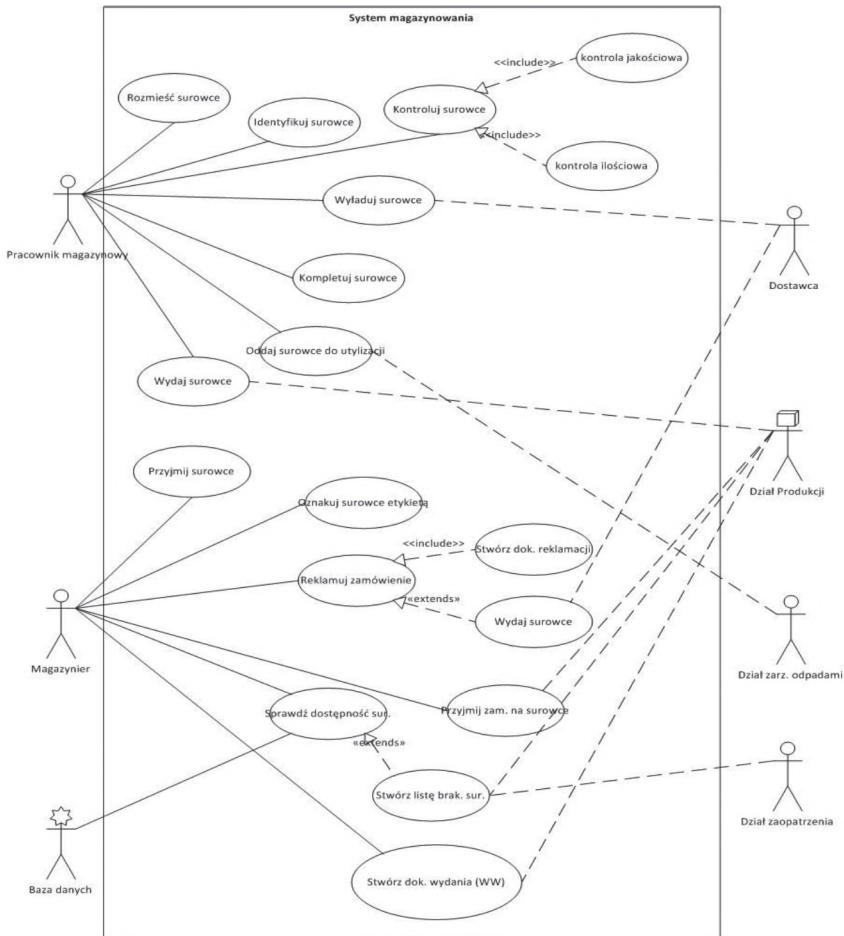 System magazynowania
<<include>>
kontrola jakościowa
Rozmieść surowce
Identyfikuj surowce
Kontroluj surowce
<<include>>
kontrola ilościowa
Wyładuj surowce
Pracownik magazynowy
Dostawca
Kompletuj surowce
Oddaj surowce do utylizacji
Wydaj surowce
Przyjmij surowce
Dział Produkcji
Oznakuj surowce etykietą
<<include>>
Stwórz dok. reklamacji
Reklamuj zamówienie
«extends»
Wydaj surowce
Magazynier
Dział zarz. odpadami
Sprawdź dostępność sur.
Przyjmij zam. na surowce
«extends»
Stwórz listę brak. sur.
Dział zaopatrzenia
Baza danych
Stwórz dok. wydania (WW)